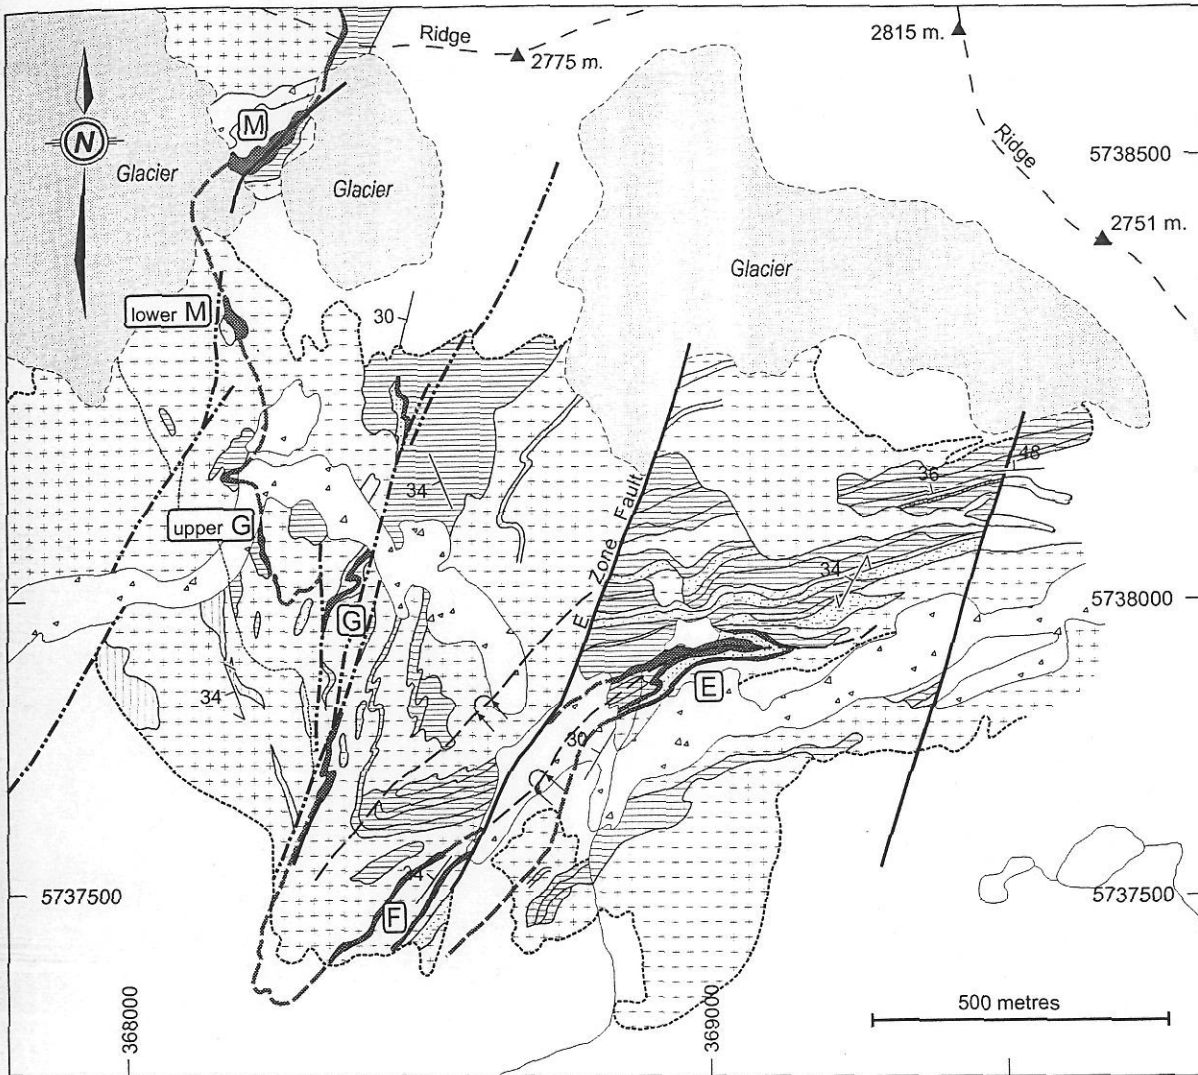 Ridge
2775 m.
2815 m.
M
N
Glacier
Glacier
Ridge
5738500
2751 m.
Glacier
lower M
30
48
36
34
E Zone Fault
upper G
34
5738000
G
E
34
30
34
5737500
F
5737500
368000
369000
500 metres